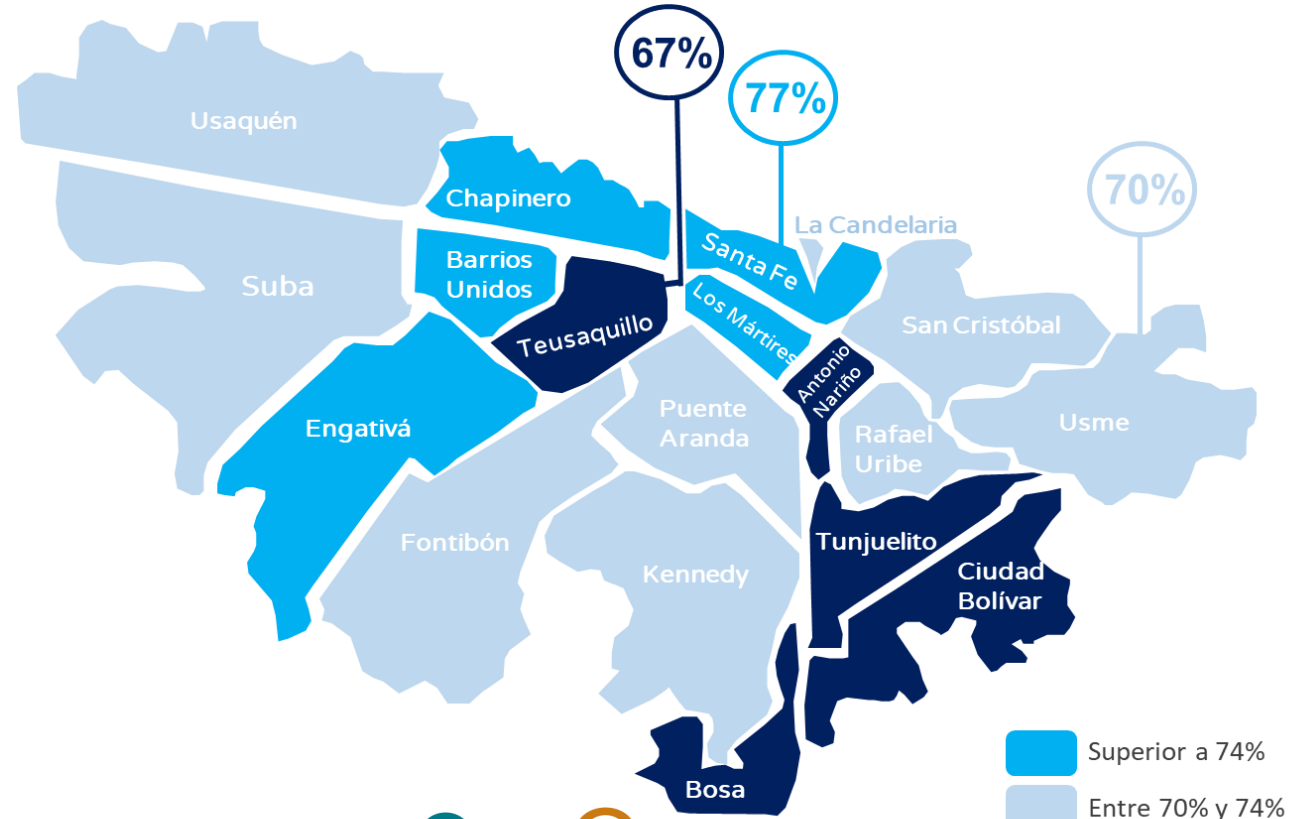 67%
77%
Usaquén
70%
Chapinero
La Candelaria
Santa Fe
Barrios
Unidos
Suba
Los Mártires
San Cristóbal
Teusaquillo
Antonio
Nariño
Puente
Aranda
Usme
Engativá
Rafael
Uribe
Fontibón
Tunjuelito
Kennedy
Ciudad
Bolívar
Superior a 74%
Bosa
Entre 70% y 74%